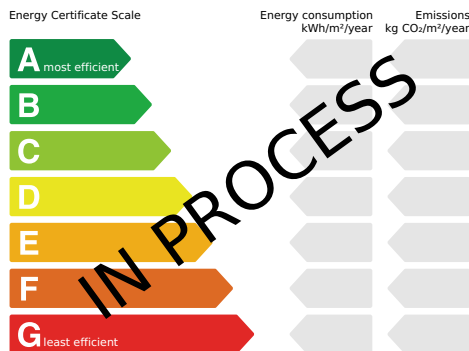 Energy Certificate Scale
Energy consumption
kWh/m²/year
Emissions
kg CO₂/m²/year
A most efficient
B
C
D
E
F
G least efficient
IN PROCESS